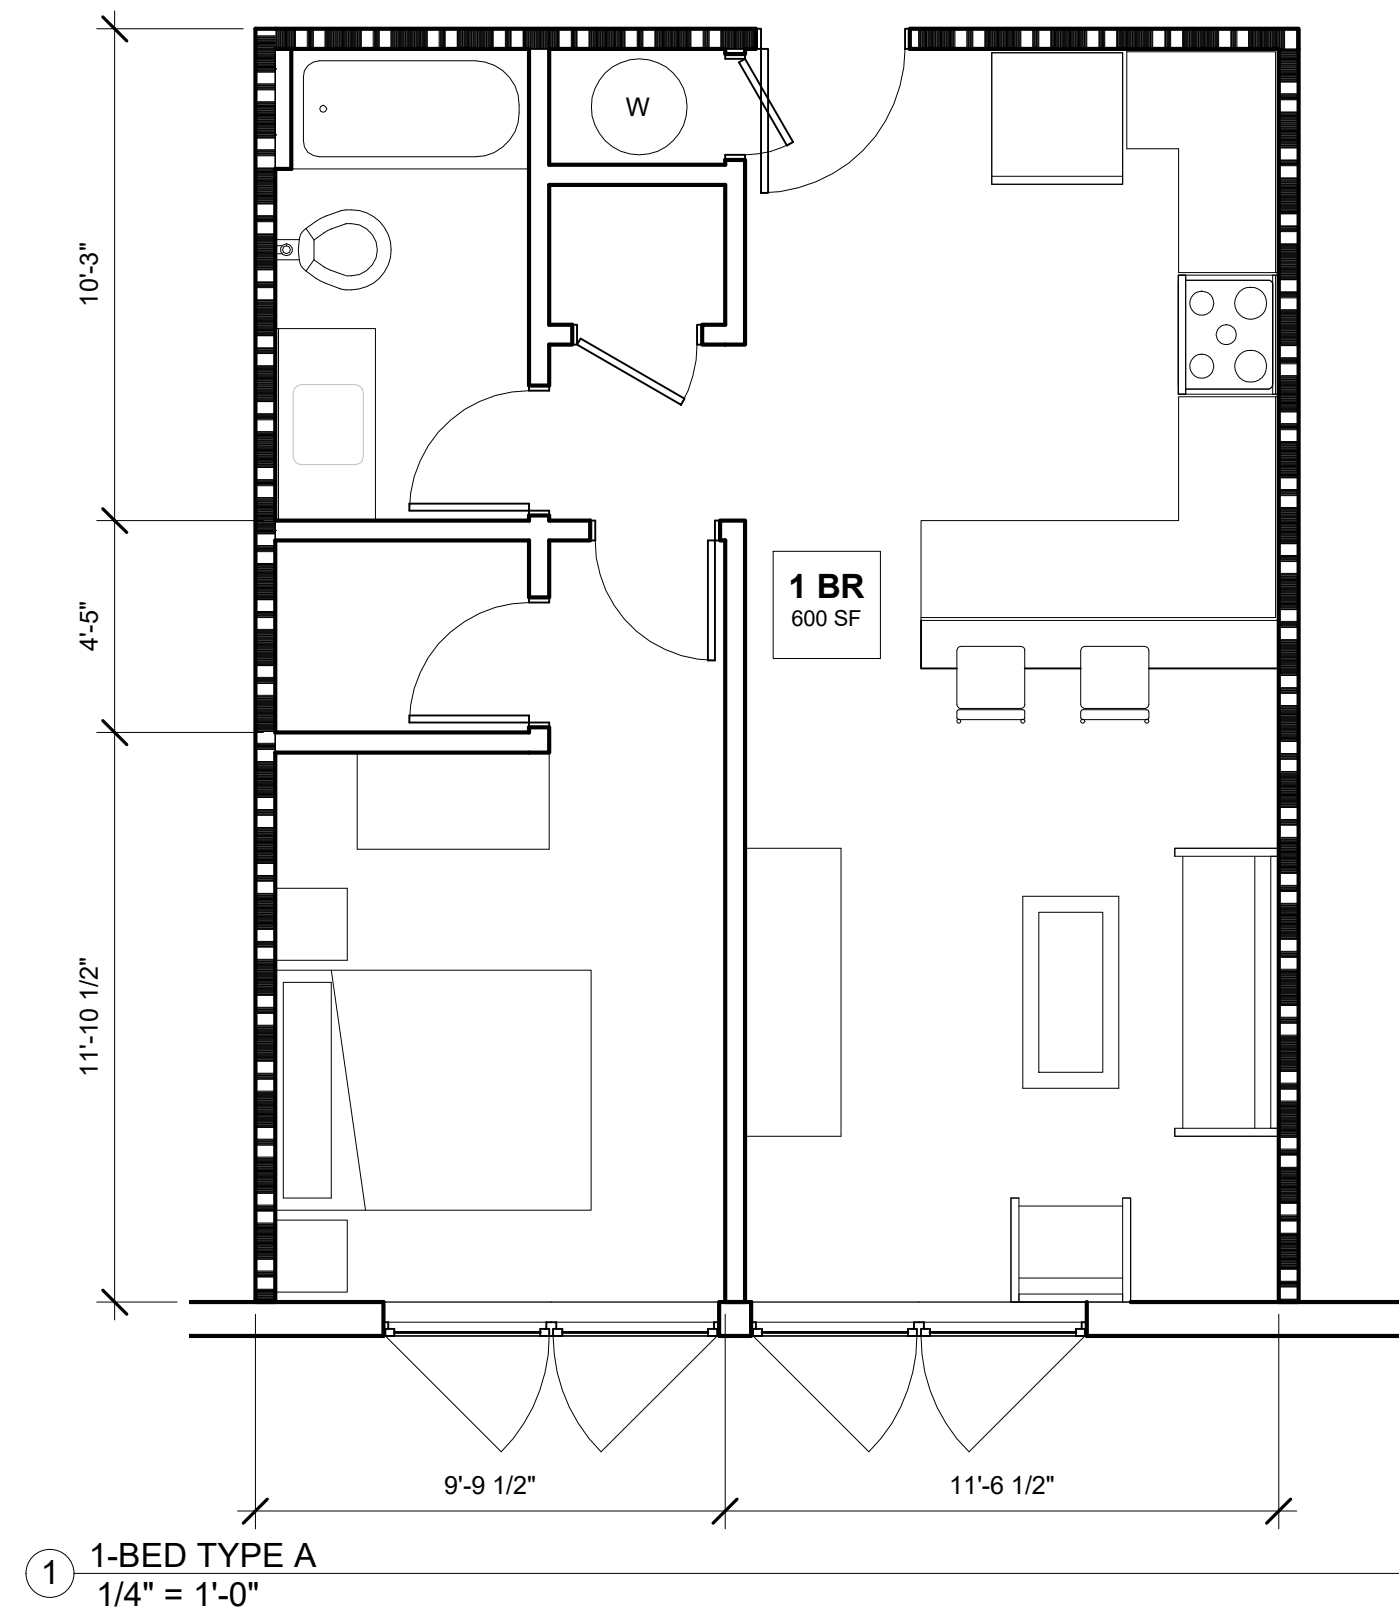 W
10'-3"
4'-5"
1 BR
600 SF
11'-10 1/2"
9'-9 1/2"
11'-6 1/2"
1
1-BED TYPE A
1/4" = 1'-0"